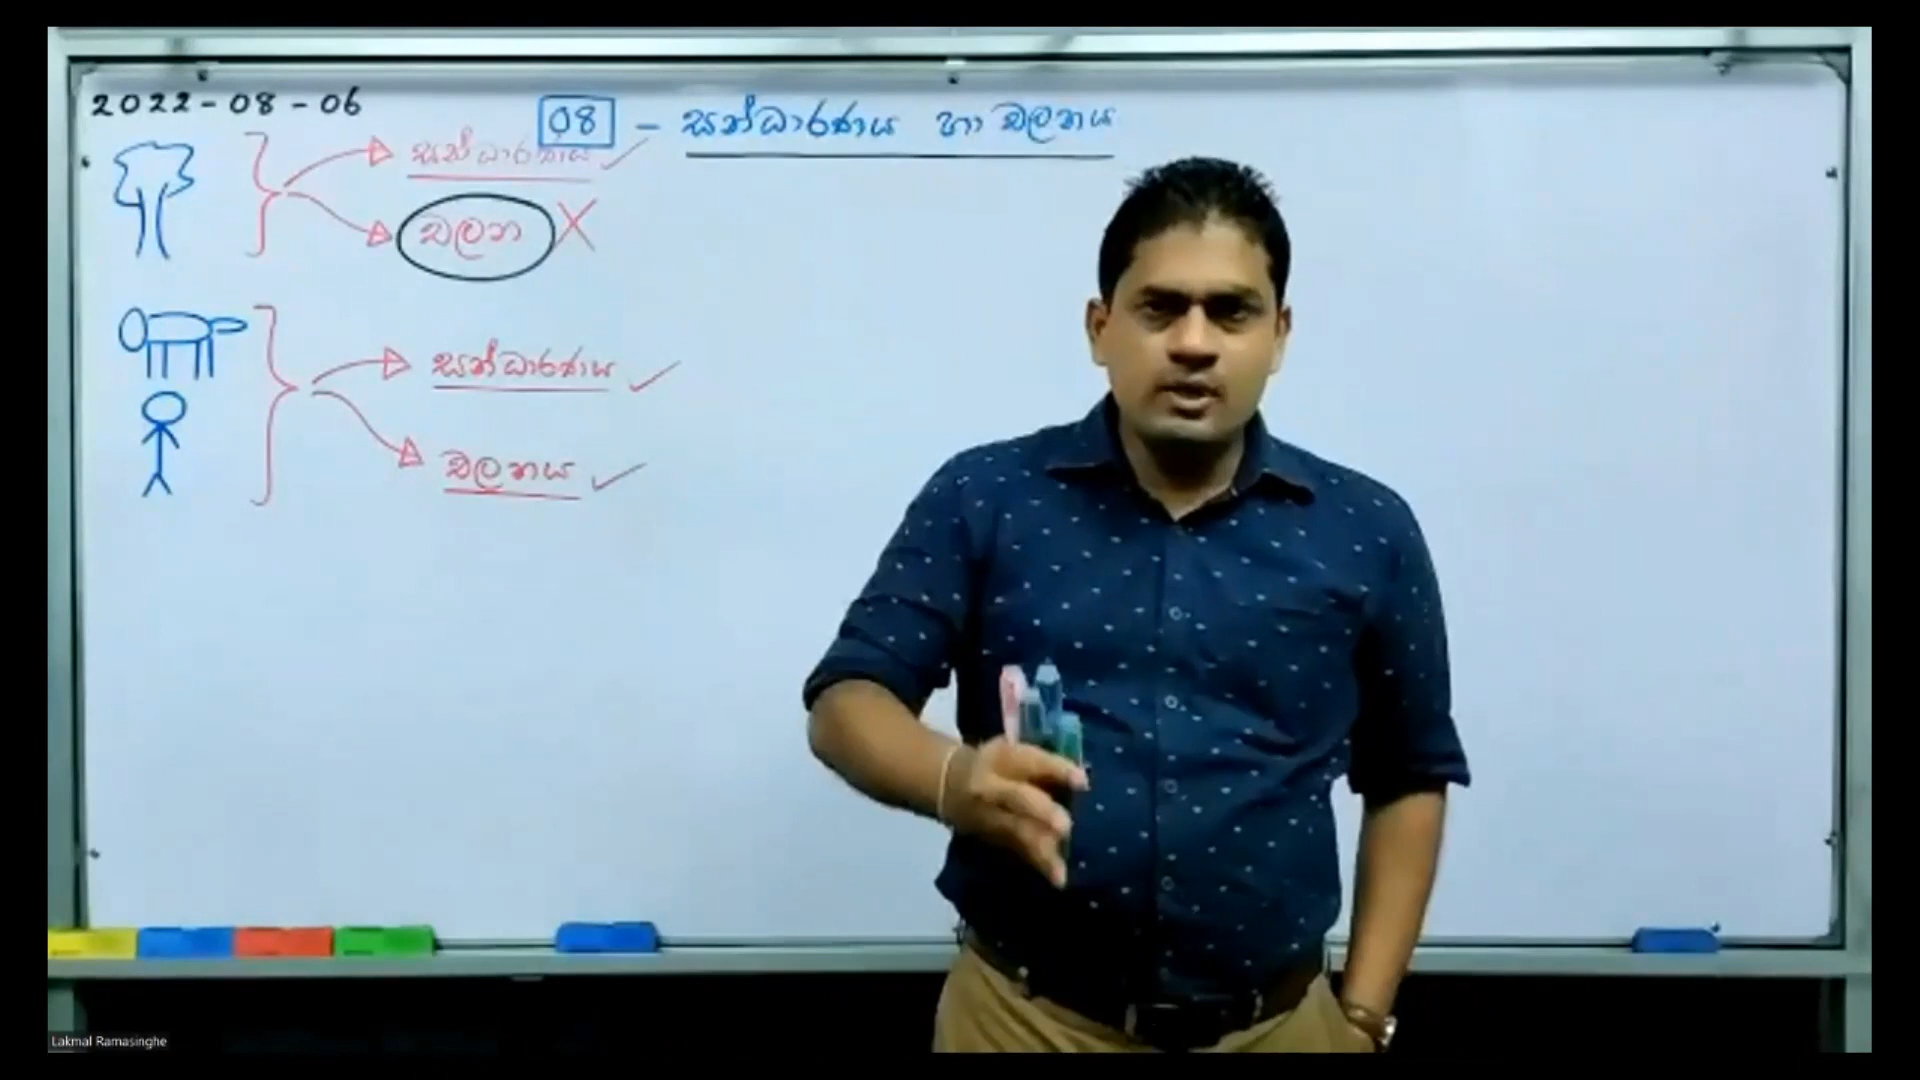 2022-08-06
08 - සන්ධාරණය හා චලනය
සන්ධාරණය
චලන
සන්ධාරණය
චලනය
Lakmal Ramasinghe